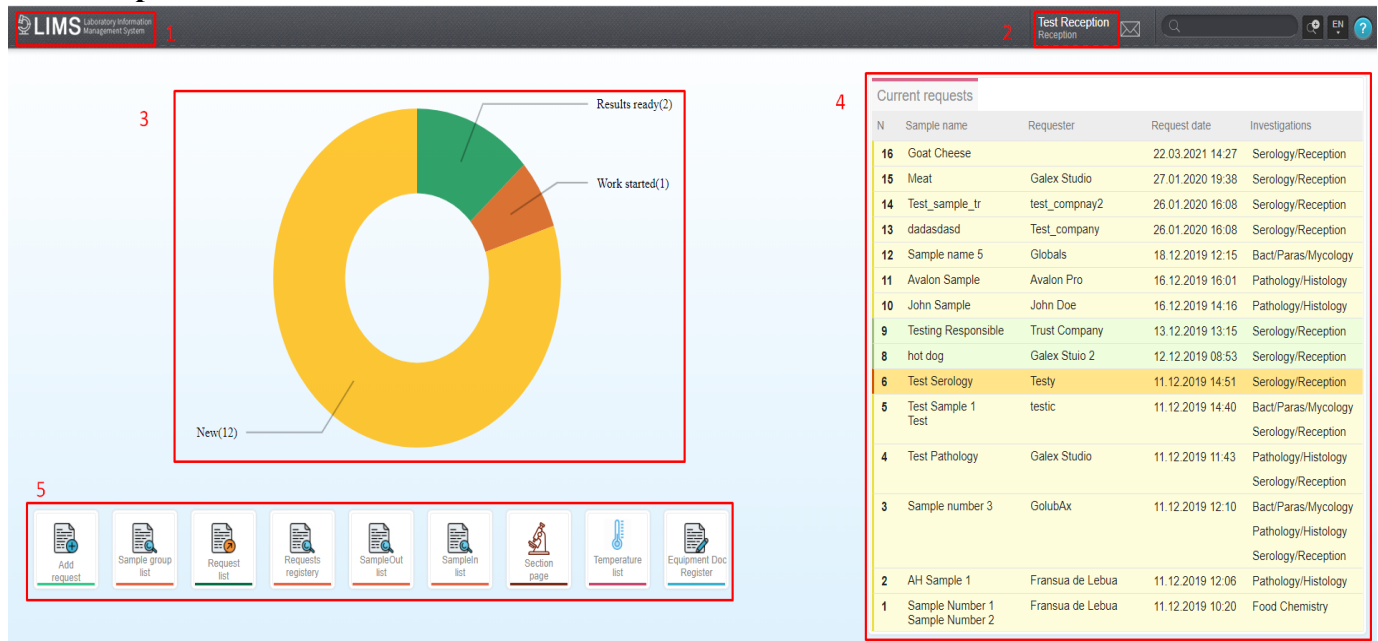 LIMS Laboratory Information
Management System
1
2
Test Reception
Reception
EN
?
3
Results ready(2)
Work started(1)
New(12)
4
Current requests
N Sample name Requester Request date Investigations
16 Goat Cheese 22.03.2021 14:27 Serology/Reception
15 Meat Galex Studio 27.01.2020 19:38 Serology/Reception
14 Test_sample_tr test_compnay2 26.01.2020 16:08 Serology/Reception
13 dadasdasd Test_company 26.01.2020 16:08 Serology/Reception
12 Sample name 5 Globals 18.12.2019 12:15 Bact/Paras/Mycology
11 Avalon Sample Avalon Pro 16.12.2019 16:01 Pathology/Histology
10 John Sample John Doe 16.12.2019 14:16 Pathology/Histology
9 Testing Responsible Trust Company 13.12.2019 13:15 Serology/Reception
8 hot dog Galex Stuio 2 12.12.2019 08:53 Serology/Reception
6 Test Serology Testy 11.12.2019 14:51 Serology/Reception
5 Test Sample 1 testic 11.12.2019 14:40 Bact/Paras/Mycology
Test
Serology/Reception
4 Test Pathology Galex Studio 11.12.2019 11:43 Pathology/Histology
Serology/Reception
3 Sample number 3 GolubAx 11.12.2019 12:10 Bact/Paras/Mycology
Pathology/Histology
Serology/Reception
2 AH Sample 1 Fransua de Lebua 11.12.2019 12:06 Pathology/Histology
1 Sample Number 1 Fransua de Lebua 11.12.2019 10:20 Food Chemistry
Sample Number 2
5
Add
request
Sample group
list
Request
list
Requests
registery
SampleOut
list
SampleIn
list
Section
page
Temperature
list
Equipment Doc
Register